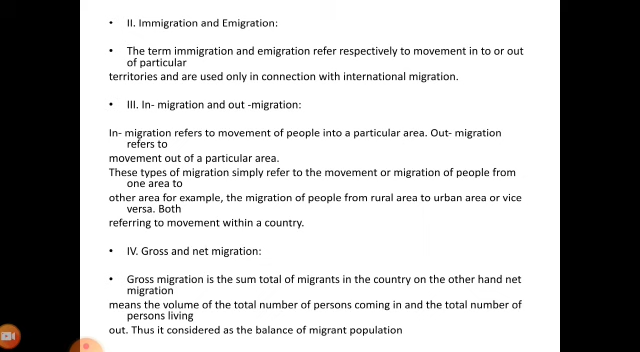 • II. Immigration and Emigration:
• The term immigration and emigration refer respectively to movement in to or out
of particular
territories and are used only in connection with international migration.
• III. In- migration and out -migration:
In- migration refers to movement of people into a particular area. Out- migration
refers to
movement out of a particular area.
These types of migration simply refer to the movement or migration of people from
one area to
other area for example, the migration of people from rural area to urban area or vice
versa. Both
referring to movement within a country.
• IV. Gross and net migration:
• Gross migration is the sum total of migrants in the country on the other hand net
migration
means the volume of the total number of persons coming in and the total number of
persons living
out. Thus it considered as the balance of migrant population